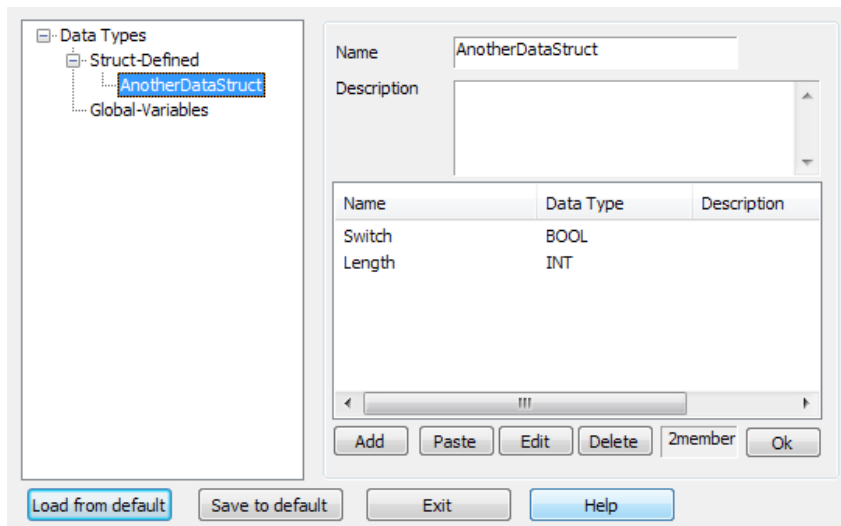 Data Types
Struct-Defined
AnotherDataStruct
Global-Variables
Name AnotherDataStruct
Description
Name Data Type Description
Switch BOOL
Length INT
Add Paste Edit Delete 2member Ok
Load from default Save to default Exit Help